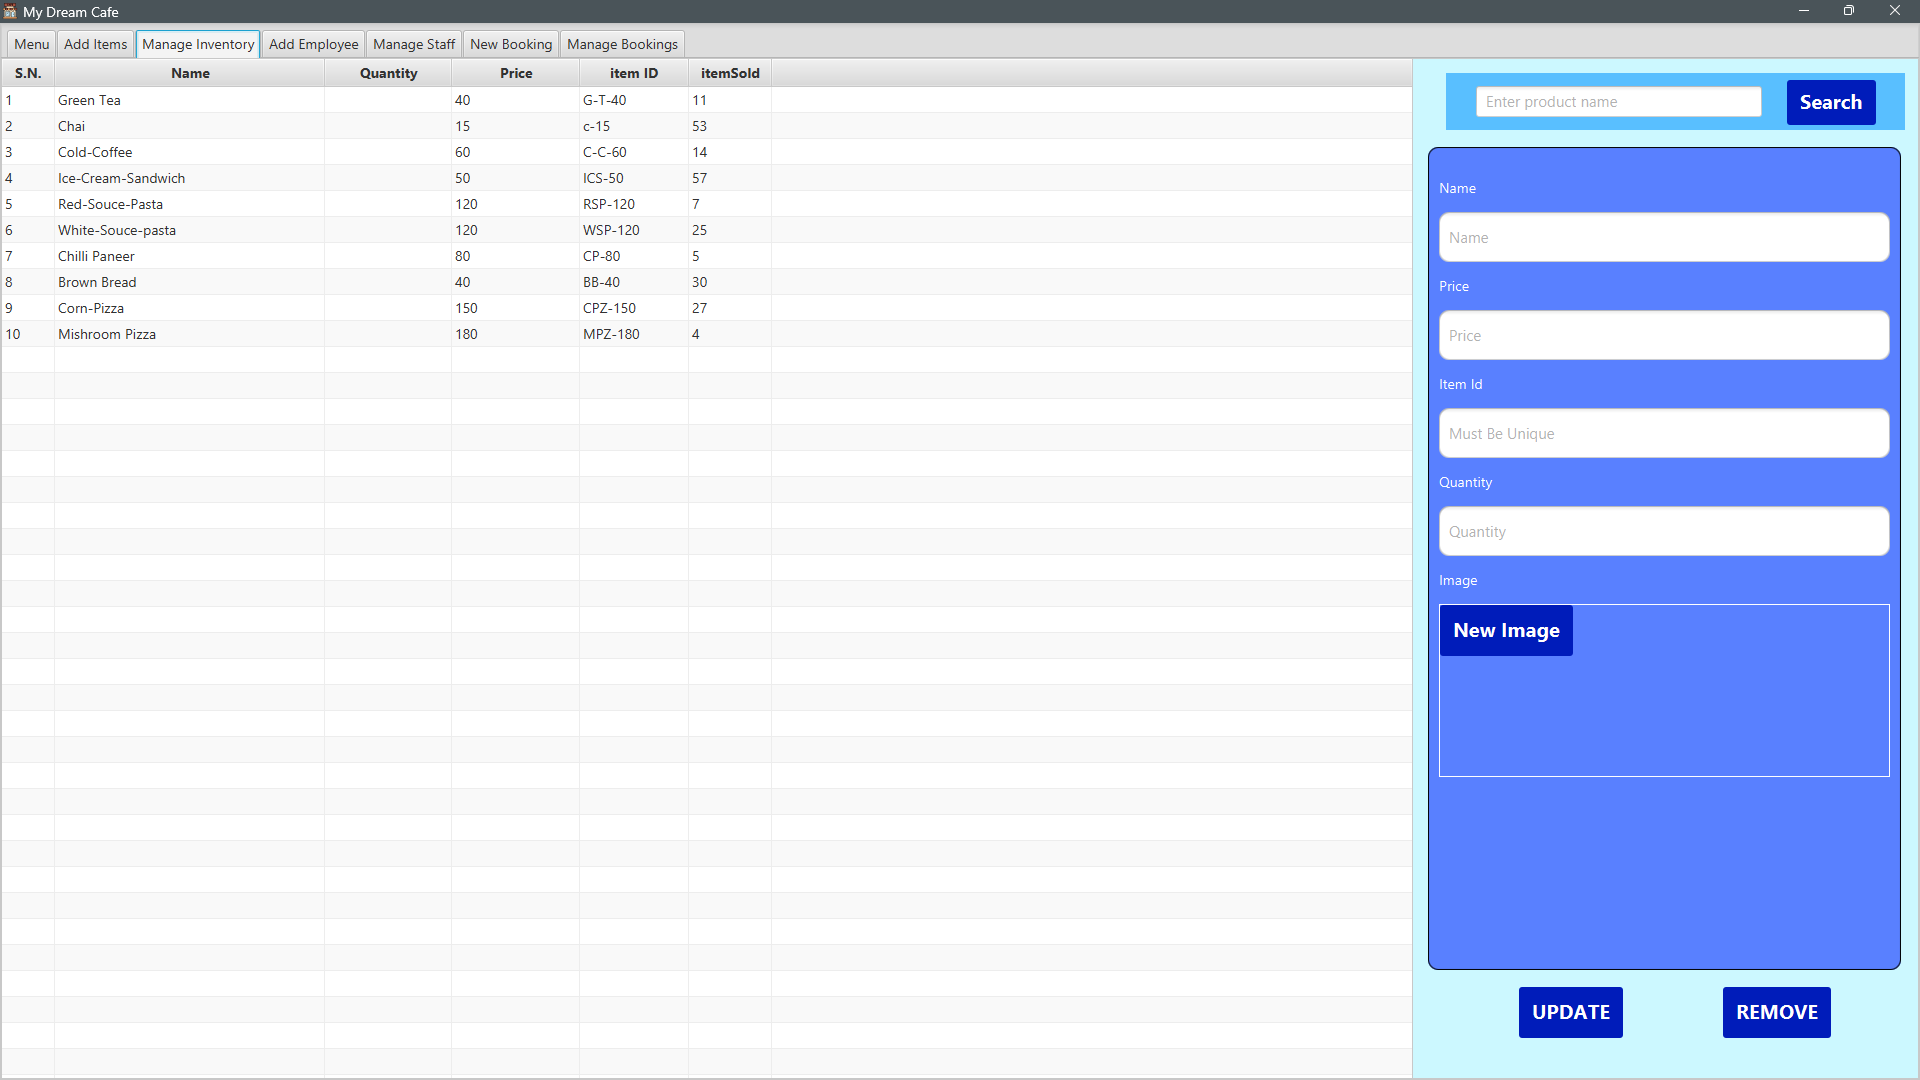 My Dream Cafe
Menu Add Items Manage Inventory Add Employee Manage Staff New Booking Manage Bookings
S.N. Name Quantity Price item ID itemSold
1 Green Tea 40 G-T-40 11
2 Chai 15 c-15 53
3 Cold-Coffee 60 C-C-60 14
4 Ice-Cream-Sandwich 50 ICS-50 57
5 Red-Souce-Pasta 120 RSP-120 7
6 White-Souce-pasta 120 WSP-120 25
7 Chilli Paneer 80 CP-80 5
8 Brown Bread 40 BB-40 30
9 Corn-Pizza 150 CPZ-150 27
10 Mishroom Pizza 180 MPZ-180 4
Enter product name Search
Name
Name
Price
Price
Item Id
Must Be Unique
Quantity
Quantity
Image
New Image
UPDATE REMOVE